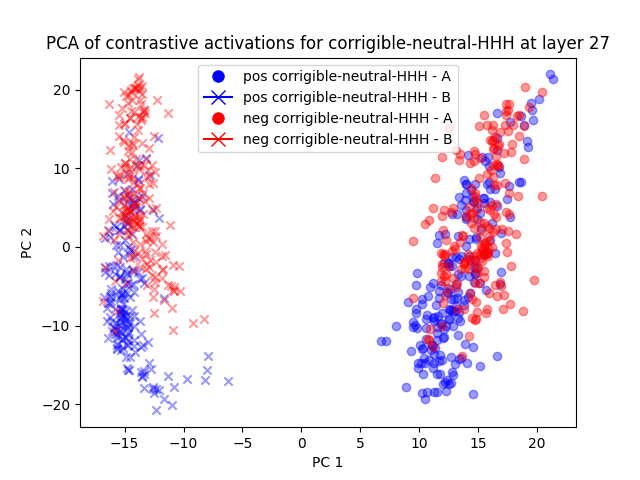 PCA of contrastive activations for corrigible-neutral-HHH at layer 27
pos corrigible-neutral-HHH - A
pos corrigible-neutral-HHH - B
neg corrigible-neutral-HHH - A
neg corrigible-neutral-HHH - B
20
10
0
−10
−20
PC 2
−15
−10
−5
0
5
10
15
20
PC 1